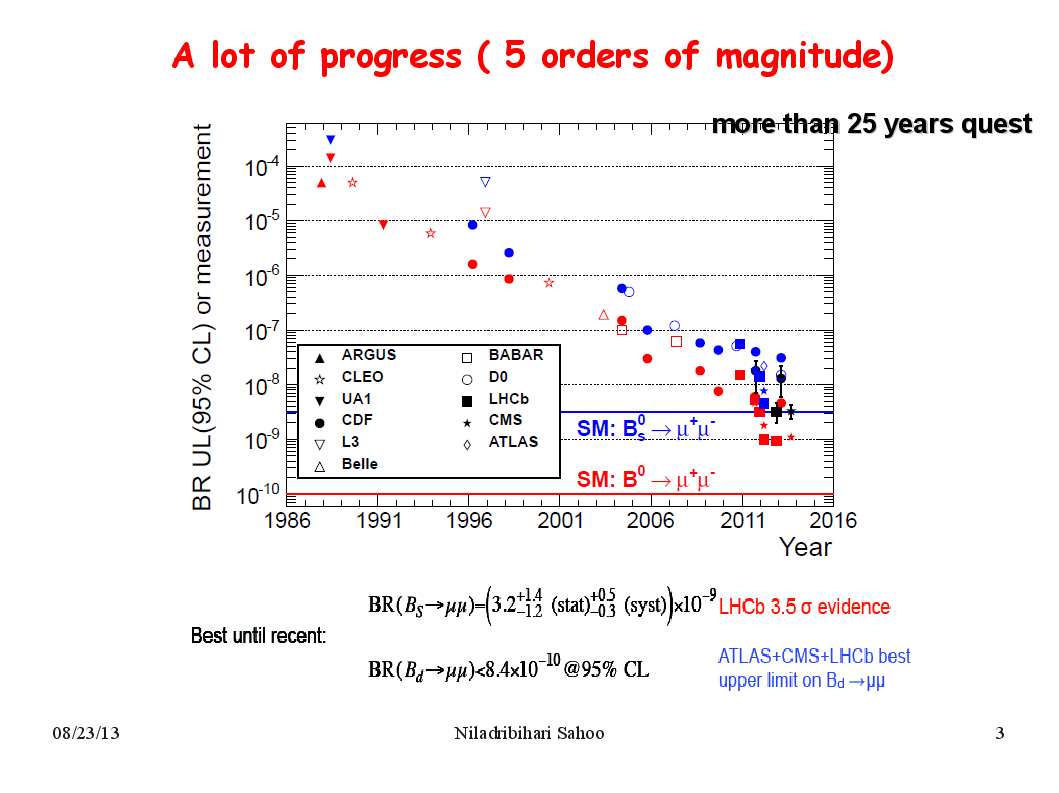 A lot of progress ( 5 orders of magnitude)
more than 25 years quest
BR UL(95% CL) or measurement
10⁻⁴
10⁻⁵
10⁻⁶
10⁻⁷
10⁻⁸
10⁻⁹
10⁻¹⁰
ARGUS
CLEO
UA1
CDF
L3
Belle
BABAR
D0
LHCb
CMS
ATLAS
SM: B⁰ₛ → μ⁺μ⁻
SM: B⁰ → μ⁺μ⁻
1986 1991 1996 2001 2006 2011 2016
Year
Best until recent:
BR(B_S→μμ)=(3.2^{+1.4}_{−1.2} (stat)^{+0.5}_{−0.3} (syst))×10⁻⁹ LHCb 3.5 σ evidence
BR(B_d→μμ)<8.4×10⁻¹⁰@95% CL
ATLAS+CMS+LHCb best
upper limit on Bd →μμ
08/23/13 Niladribihari Sahoo 3